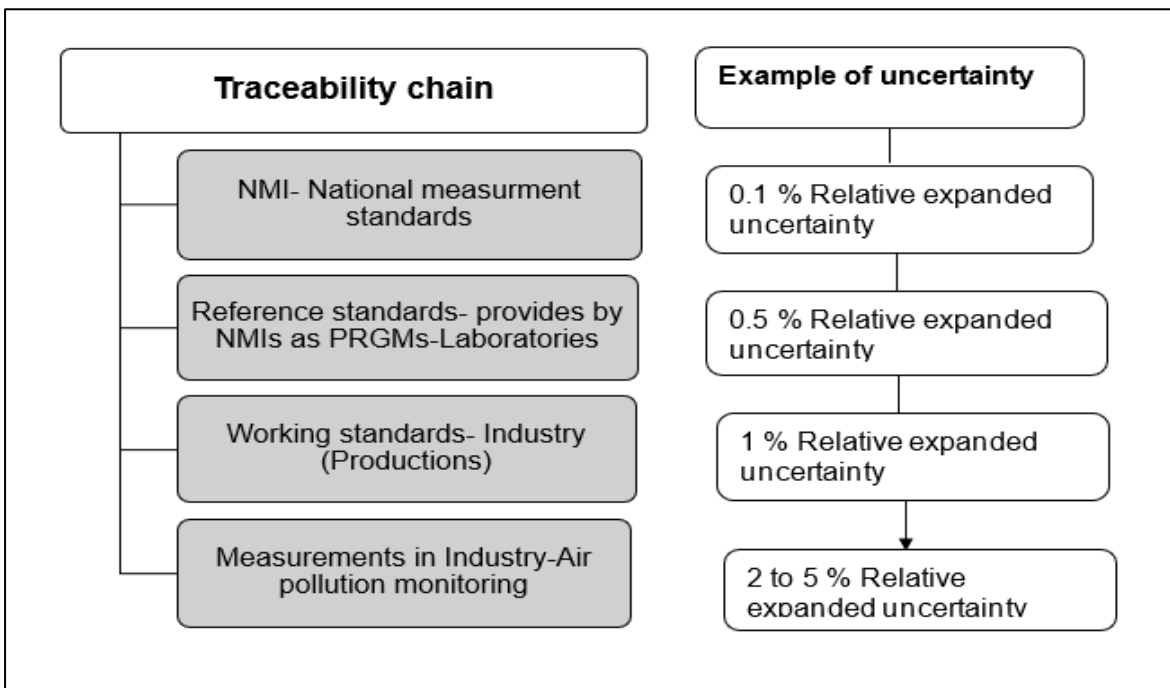 Traceability chain
NMI- National measurment
standards
Reference standards- provides by
NMIs as PRGMs-Laboratories
Working standards- Industry
(Productions)
Measurements in Industry-Air
pollution monitoring
Example of uncertainty
0.1 % Relative expanded
uncertainty
0.5 % Relative expanded
uncertainty
1 % Relative expanded
uncertainty
2 to 5 % Relative
expanded uncertainty